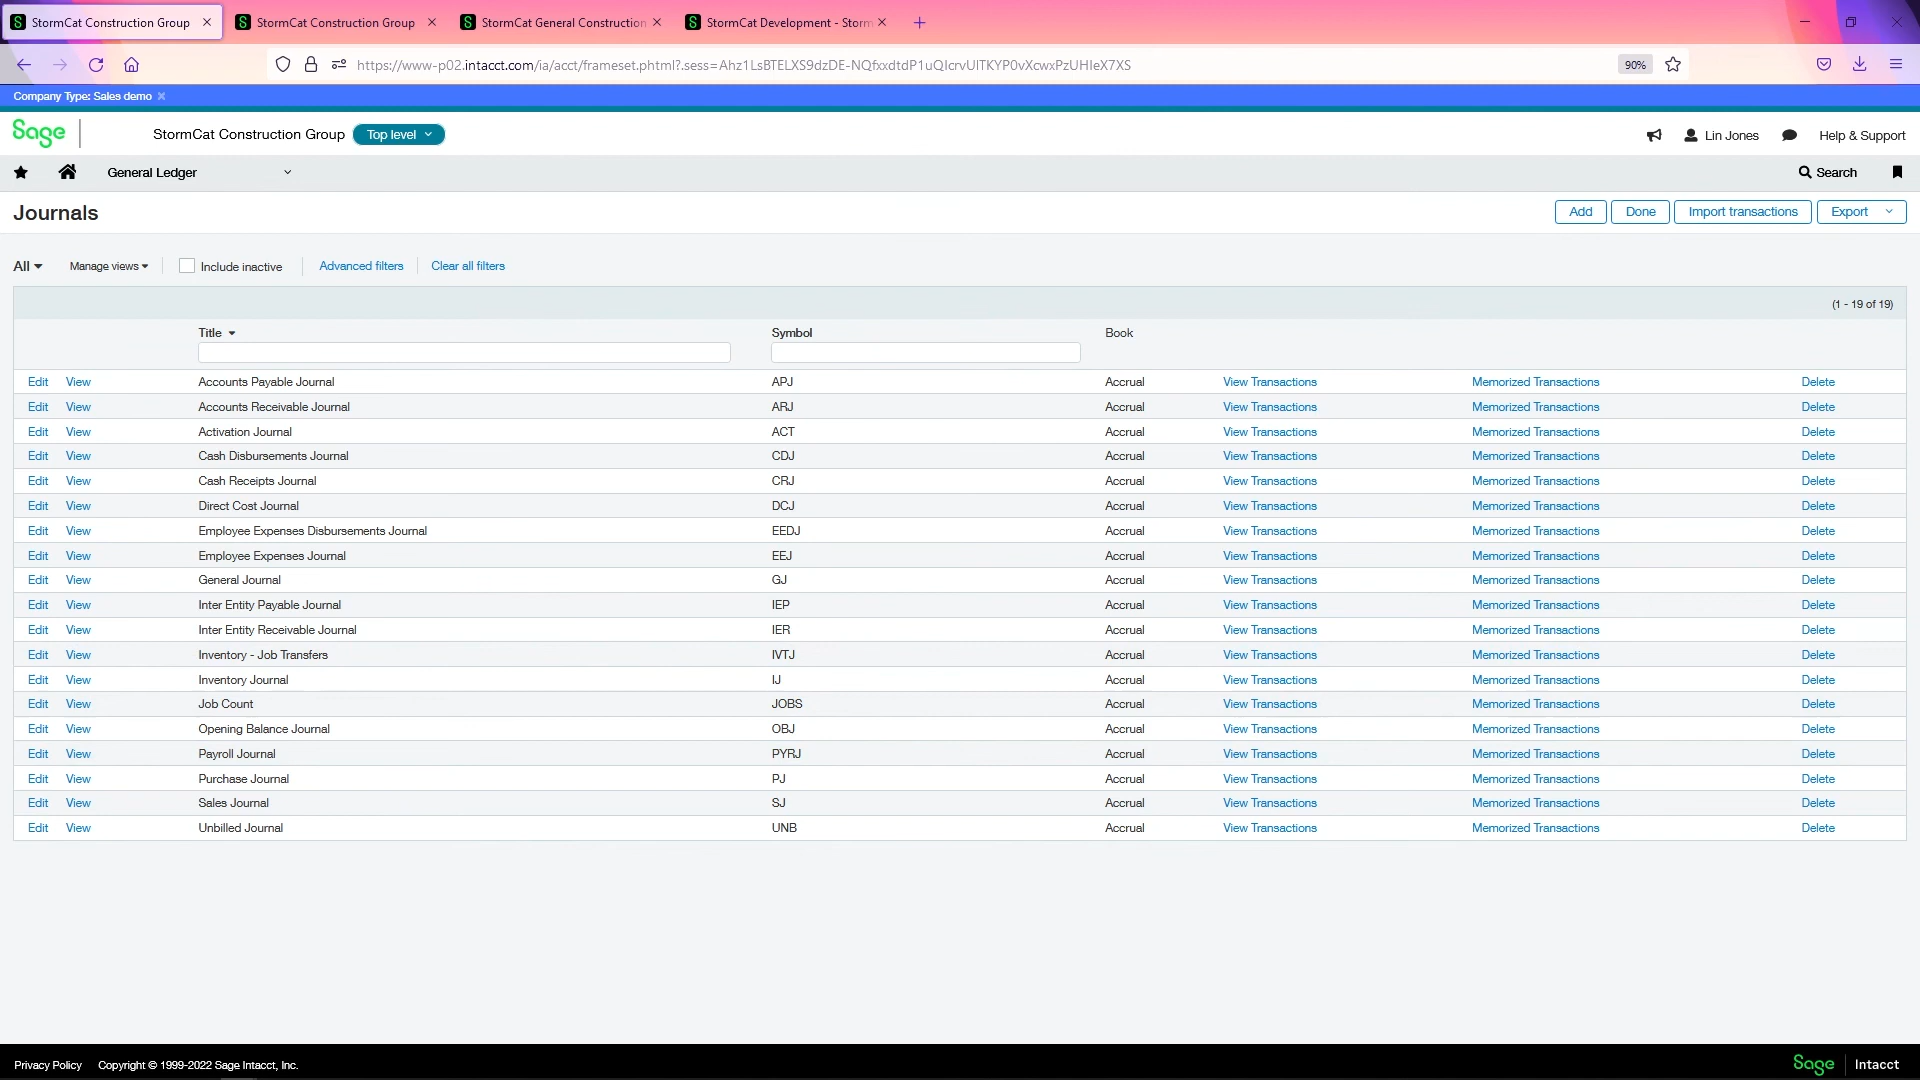 StormCat Construction Group
StormCat Construction Group
StormCat General Construction
StormCat Development - Storm
https://www-p02.intacct.com/ia/acct/frameset.phtml?.sess=Ahz1LsBTELXS9dzDE-NQfxxdtdP1uQIcrvUlTKYP0vXcwxPzUHIeX7XS
90%
Company Type: Sales demo
Sage
StormCat Construction Group
Top level
Lin Jones
Help & Support
General Ledger
Search
Journals
Add
Done
Import transactions
Export
All
Manage views
Include inactive
Advanced filters
Clear all filters
(1 - 19 of 19)
Title Symbol Book
Edit View Accounts Payable Journal APJ Accrual View Transactions Memorized Transactions Delete
Edit View Accounts Receivable Journal ARJ Accrual View Transactions Memorized Transactions Delete
Edit View Activation Journal ACT Accrual View Transactions Memorized Transactions Delete
Edit View Cash Disbursements Journal CDJ Accrual View Transactions Memorized Transactions Delete
Edit View Cash Receipts Journal CRJ Accrual View Transactions Memorized Transactions Delete
Edit View Direct Cost Journal DCJ Accrual View Transactions Memorized Transactions Delete
Edit View Employee Expenses Disbursements Journal EEDJ Accrual View Transactions Memorized Transactions Delete
Edit View Employee Expenses Journal EEJ Accrual View Transactions Memorized Transactions Delete
Edit View General Journal GJ Accrual View Transactions Memorized Transactions Delete
Edit View Inter Entity Payable Journal IEP Accrual View Transactions Memorized Transactions Delete
Edit View Inter Entity Receivable Journal IER Accrual View Transactions Memorized Transactions Delete
Edit View Inventory - Job Transfers IVTJ Accrual View Transactions Memorized Transactions Delete
Edit View Inventory Journal IJ Accrual View Transactions Memorized Transactions Delete
Edit View Job Count JOBS Accrual View Transactions Memorized Transactions Delete
Edit View Opening Balance Journal OBJ Accrual View Transactions Memorized Transactions Delete
Edit View Payroll Journal PYRJ Accrual View Transactions Memorized Transactions Delete
Edit View Purchase Journal PJ Accrual View Transactions Memorized Transactions Delete
Edit View Sales Journal SJ Accrual View Transactions Memorized Transactions Delete
Edit View Unbilled Journal UNB Accrual View Transactions Memorized Transactions Delete
Privacy Policy Copyright © 1999-2022 Sage Intacct, Inc.
Sage Intacct